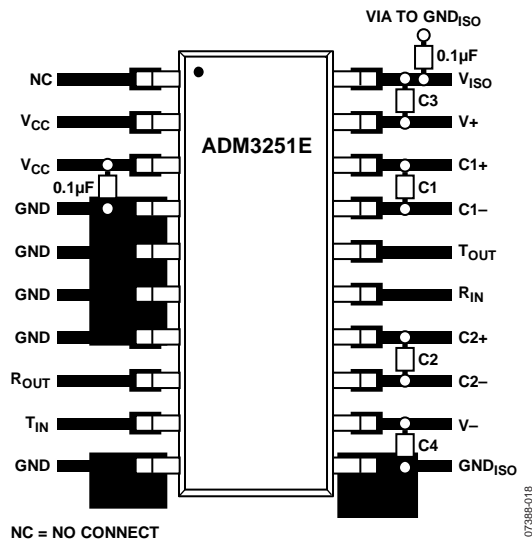 VIA TO GNDISO
0.1µF
NC
VISO
C3
VCC
V+
ADM3251E
VCC
C1+
0.1µF
C1
GND
C1–
GND
TOUT
GND
RIN
GND
C2+
C2
ROUT
C2–
TIN
V–
C4
GND
GNDISO
NC = NO CONNECT
07388-018